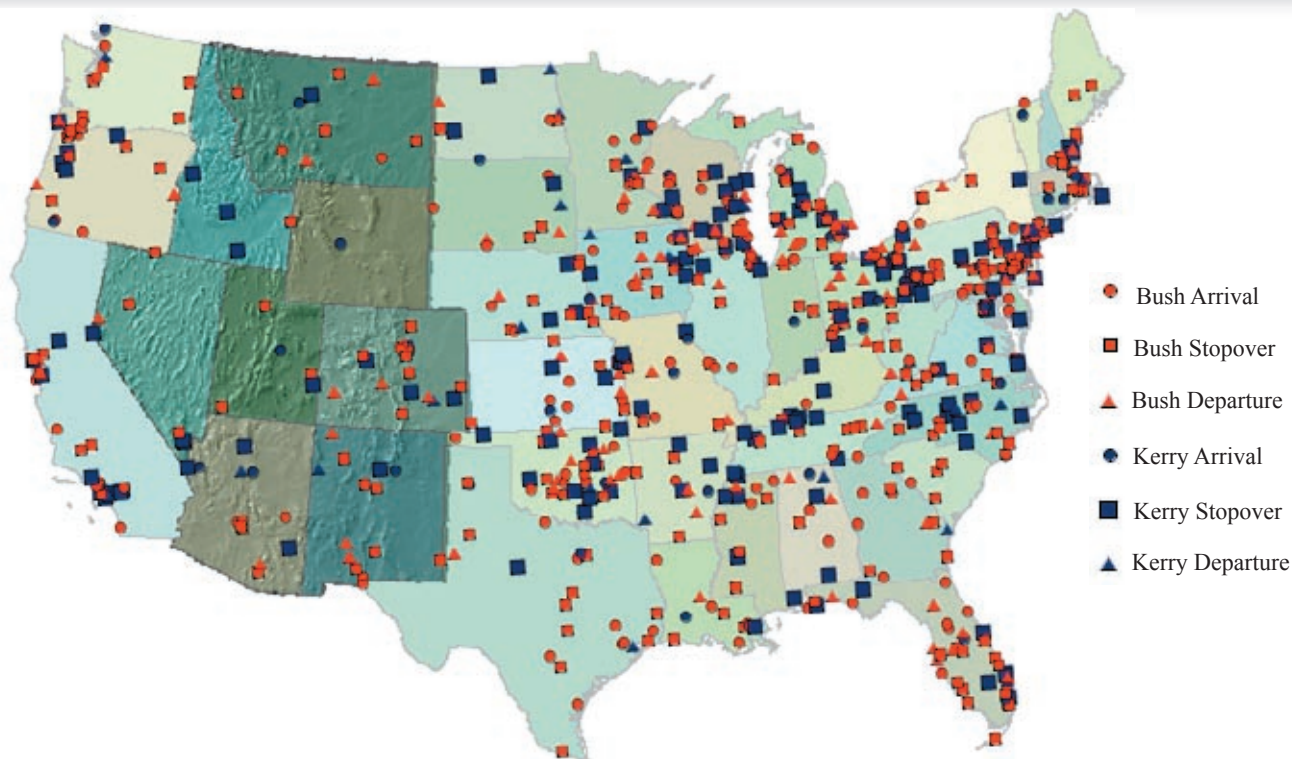 Bush Arrival
Bush Stopover
Bush Departure
Kerry Arrival
Kerry Stopover
Kerry Departure